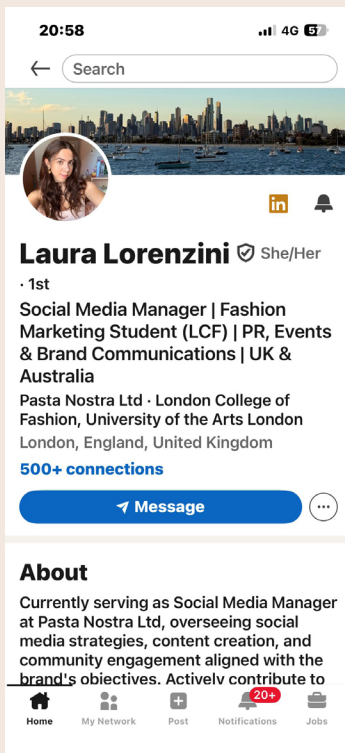 20:58
4G 57
Search
in
Laura Lorenzini She/Her
· 1st
Social Media Manager | Fashion
Marketing Student (LCF) | PR, Events
& Brand Communications | UK &
Australia
Pasta Nostra Ltd · London College of
Fashion, University of the Arts London
London, England, United Kingdom
500+ connections
Message
About
Currently serving as Social Media Manager
at Pasta Nostra Ltd, overseeing social
media strategies, content creation, and
community engagement aligned with the
brand's objectives. Actively contribute to
20+
Home My Network Post Notifications Jobs